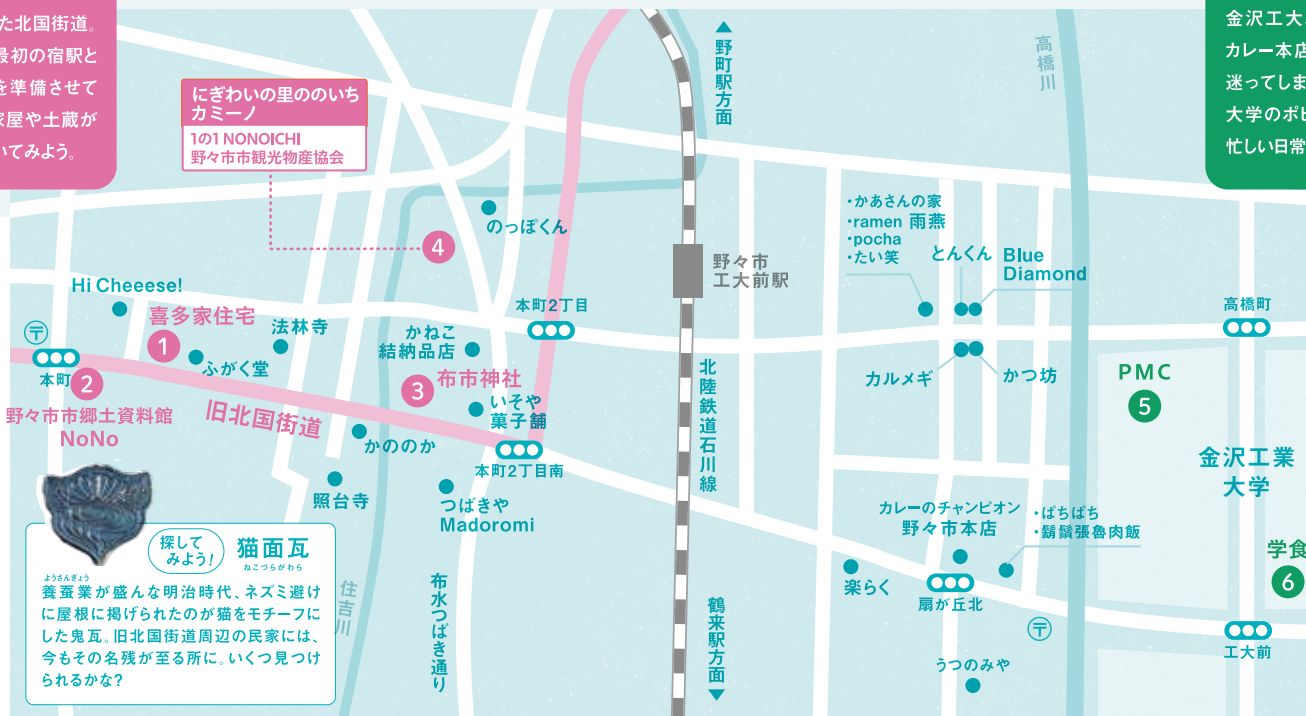 た北国街道。
最初の宿駅と
を準備させて
家屋や土蔵が
いてみよう。
にぎわいの里ののいち
カミーノ
1の1 NONOICHI
野々市市観光物産協会
▲野町駅方面
高橋川
金沢工大
カレー本店
迷ってしま
大学のポピ
忙しい日常
4
のっぽくん
野々市
工大前駅
・かあさんの家
・ramen 雨燕
・pocha
・たい笑
とんくん
Blue
Diamond
Hi Cheeese!
喜多家住宅
1
法林寺
ふがく堂
本町2丁目
かねこ
結納品店
高橋町
〒
本町
2
野々市市郷土資料館
NoNo
旧北国街道
3
布市神社
いそや
菓子舗
かののか
本町2丁目南
北陸鉄道石川線
カルメギ
かつ坊
PMC
5
金沢工業
大学
照台寺
つばきや
Madoromi
カレーのチャンピオン
野々市本店
・ぱちぱち
・鬍鬚張魯肉飯
学食
6
探して
みよう!
猫面瓦
ねこづらがわら
ようさんぎょう
養蚕業が盛んな明治時代、ネズミ避け
に屋根に掲げられたのが猫をモチーフに
した鬼瓦。旧北国街道周辺の民家には、
今もその名残が至る所に。いくつ見つけ
られるかな?
住吉川
布水つばき通り
鶴来駅方面▼
楽らく
扇が丘北
〒
うつのみや
工大前